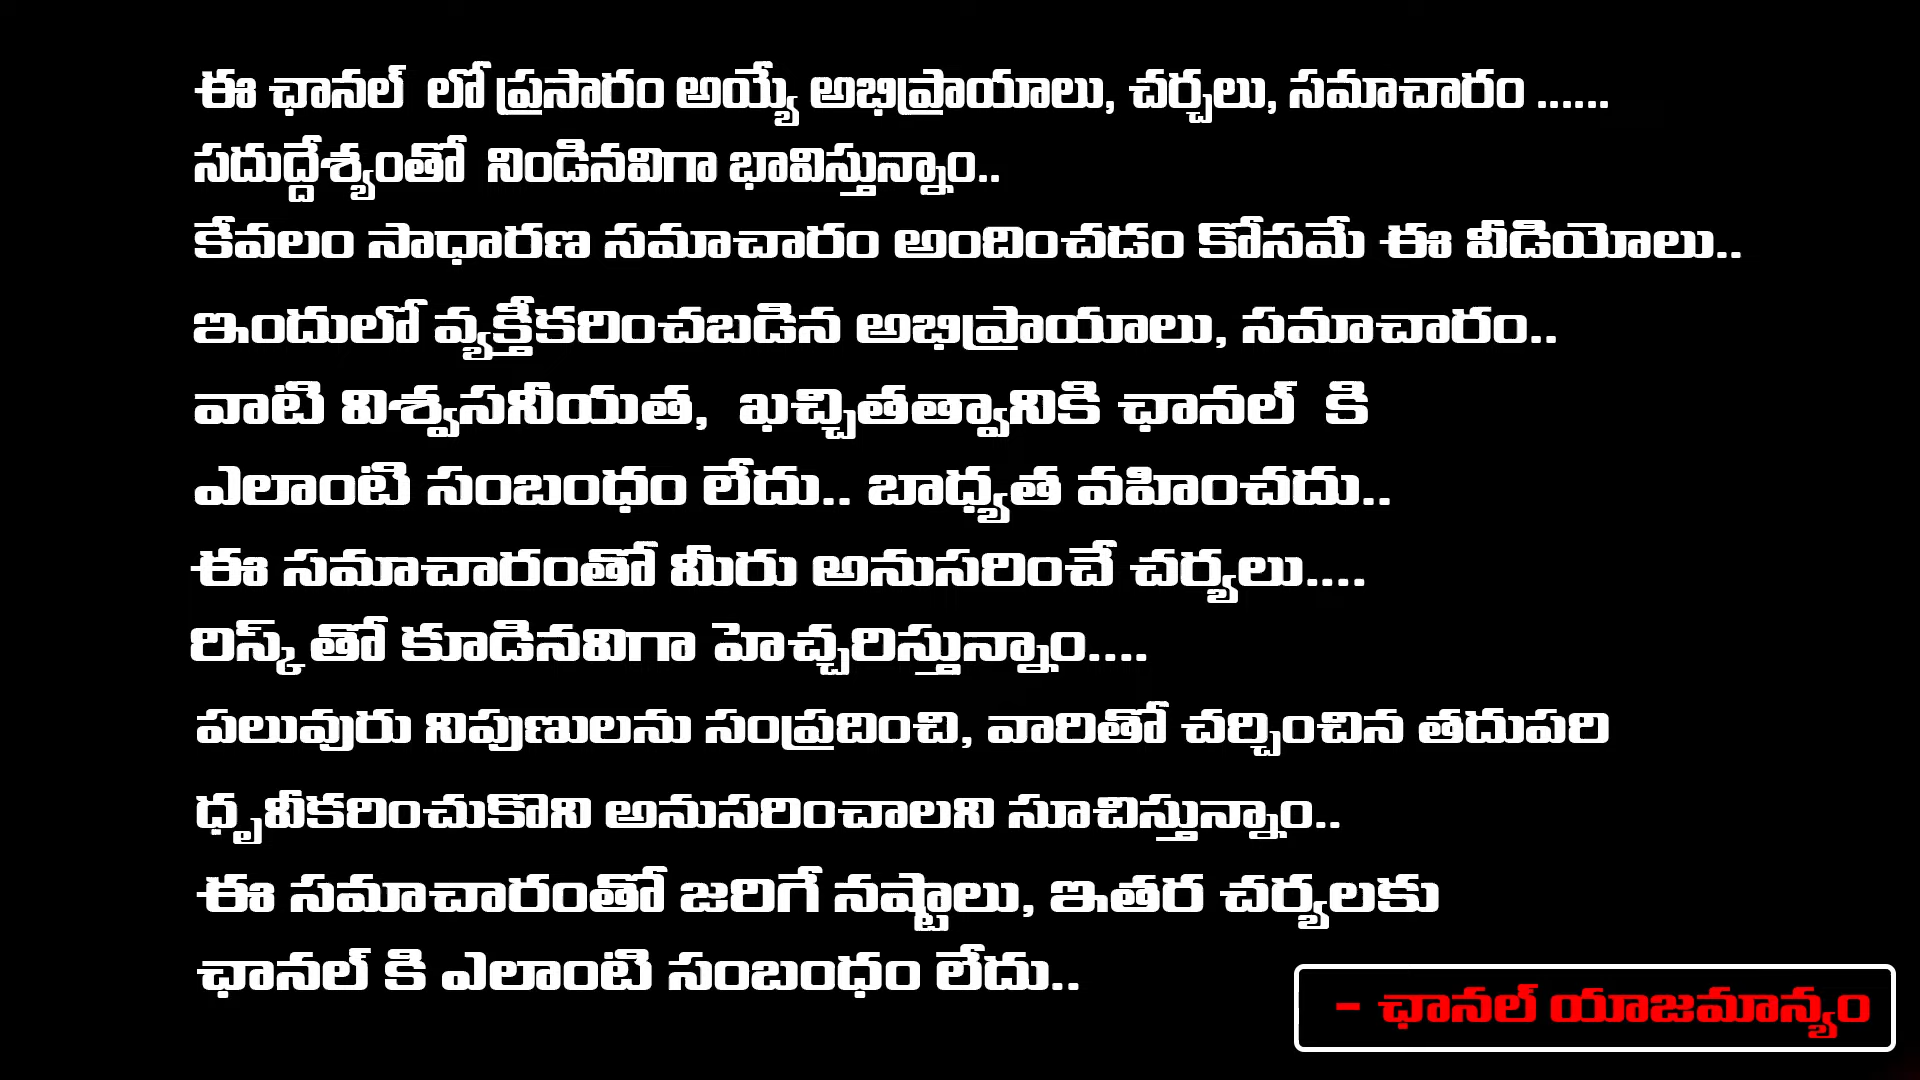 ఈ ఛానల్ లో ప్రసారం అయ్యే అభిప్రాయాలు, చర్చలు, సమాచారం ......
సదుద్దేశ్యంతో నిండినవిగా భావిస్తున్నాం..
కేవలం సాధారణ సమాచారం అందించడం కోసమే ఈ వీడియోలు..
ఇందులో వ్యక్తీకరించబడిన అభిప్రాయాలు, సమాచారం..
వాటి విశ్వసనీయత, ఖచ్చితత్వానికి ఛానల్ కి
ఎలాంటి సంబంధం లేదు.. బాధ్యత వహించదు..
ఈ సమాచారంతో మీరు అనుసరించే చర్యలు....
రిస్క్ తో కూడినవిగా హెచ్చరిస్తున్నాం....
పలువురు నిపుణులను సంప్రదించి, వారితో చర్చించిన తదుపరి
ధృవీకరించుకొని అనుసరించాలని సూచిస్తున్నాం..
ఈ సమాచారంతో జరిగే నష్టాలు, ఇతర చర్యలకు
ఛానల్ కి ఎలాంటి సంబంధం లేదు..
- ఛానల్ యాజమాన్యం